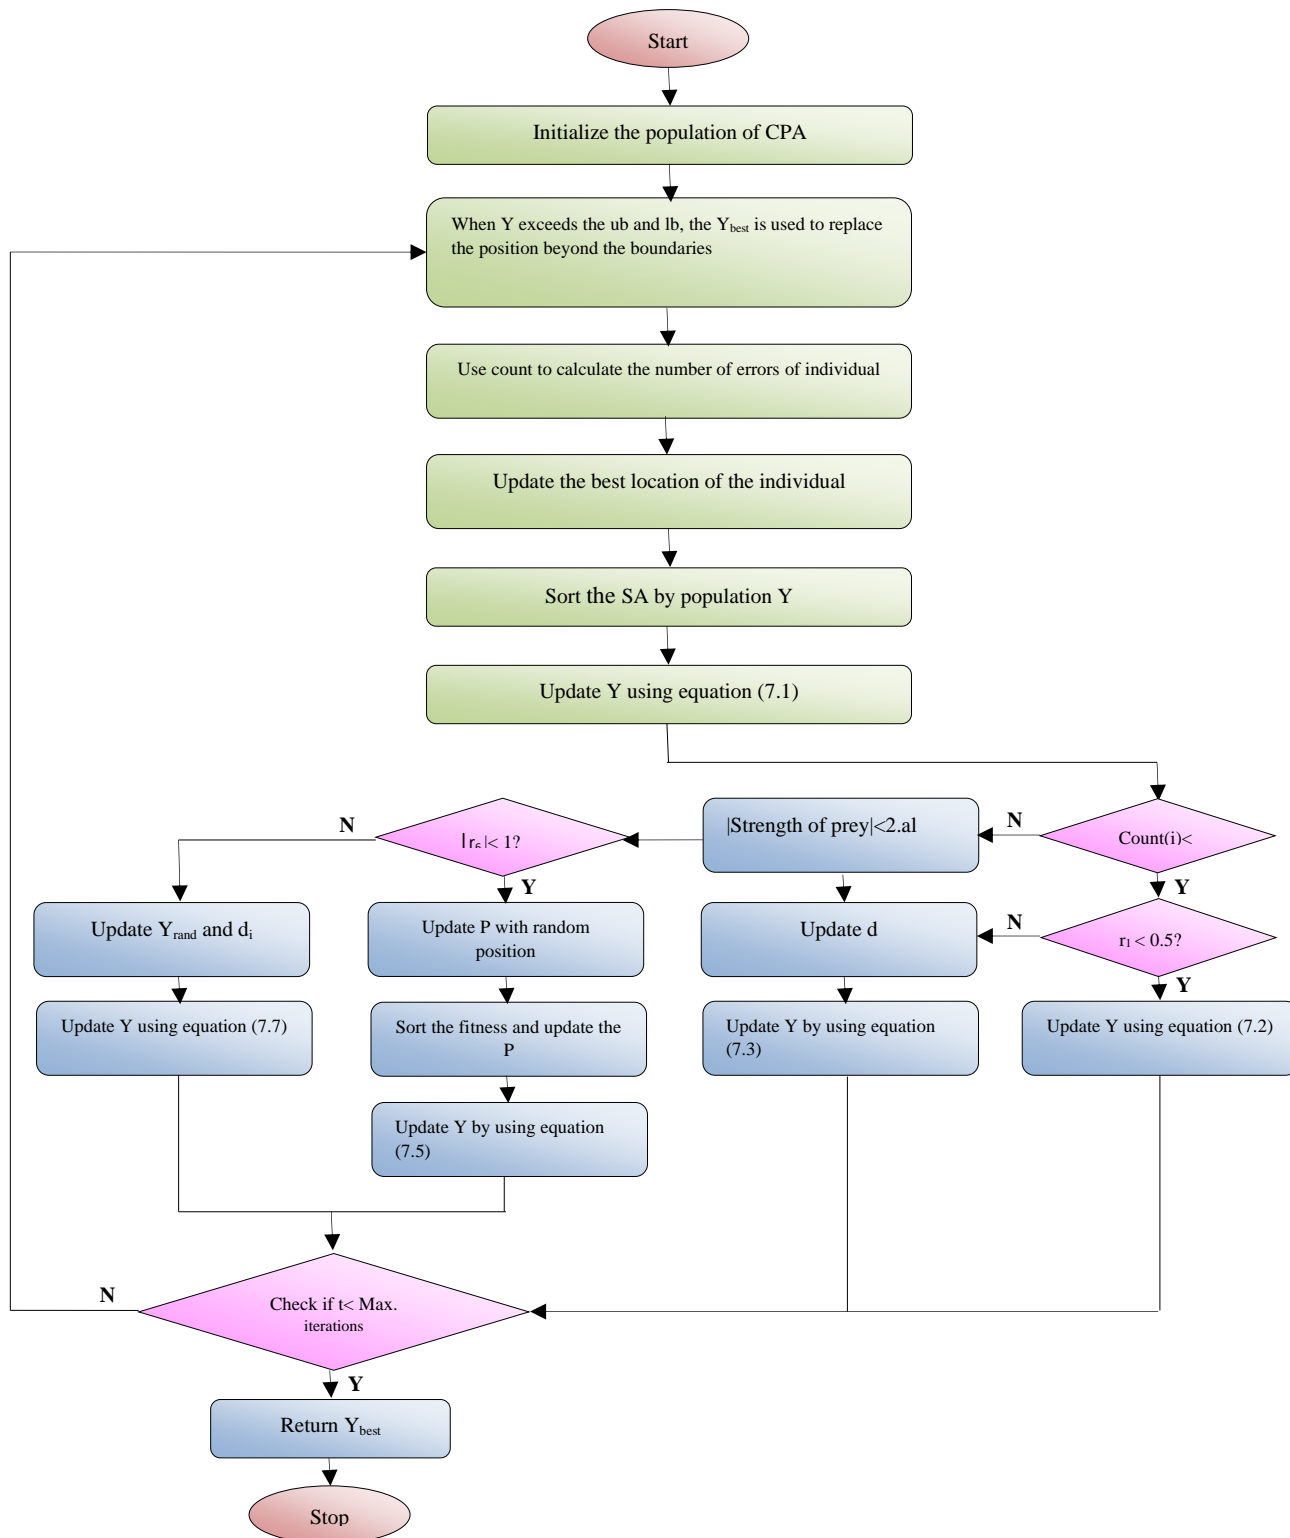 Start
Initialize the population of CPA
When Y exceeds the ub and lb, the Ybest is used to replace
the position beyond the boundaries
Use count to calculate the number of errors of individual
Update the best location of the individual
Sort the SA by population Y
Update Y using equation (7.1)
N
|r6|< 1?
|Strength of prey|<2.al
N
Count(i)<
Y
Y
Update Yrand and di
Update P with random
position
Update d
N
r1 < 0.5?
Y
Update Y using equation (7.7)
Sort the fitness and update the
P
Update Y by using equation
(7.3)
Update Y using equation (7.2)
Update Y by using equation
(7.5)
N
Check if t< Max.
iterations
Y
Return Ybest
Stop